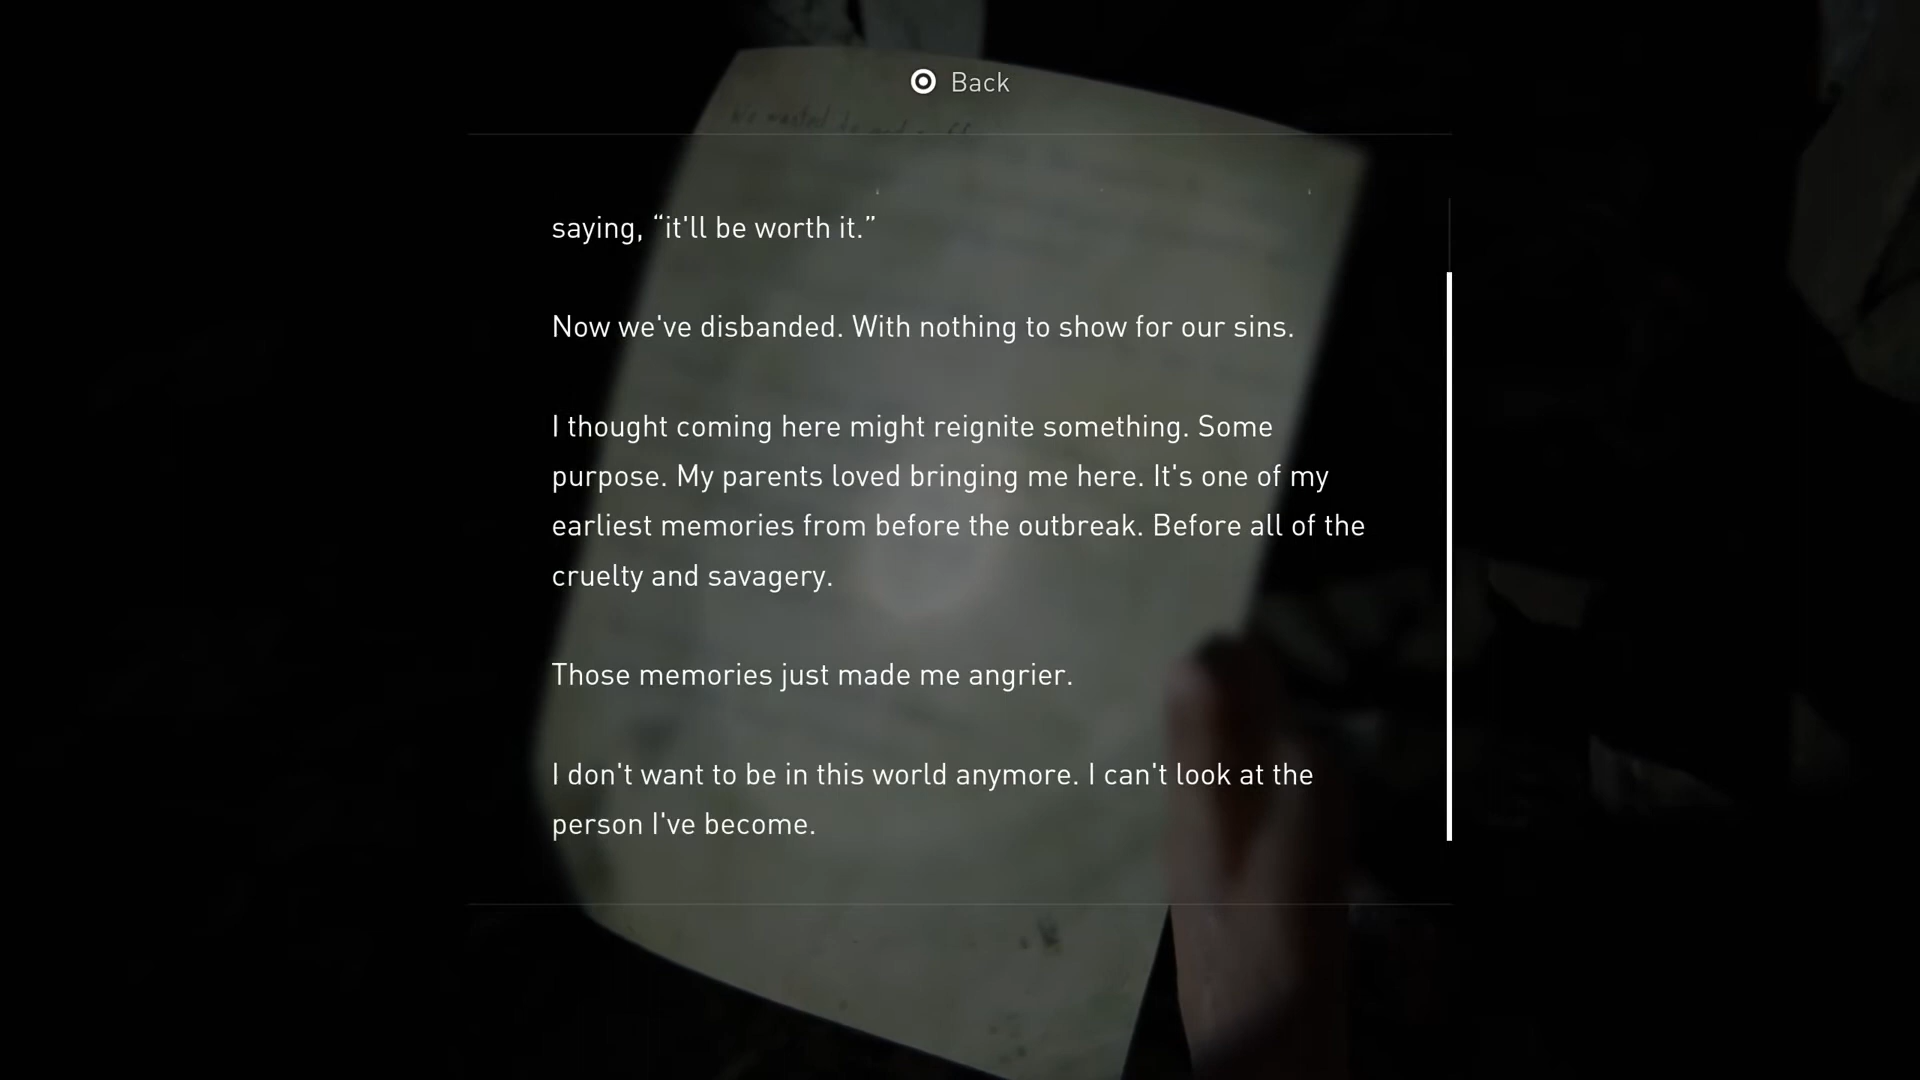 Back
We wanted to
saying, “it'll be worth it.”
Now we've disbanded. With nothing to show for our sins.
I thought coming here might reignite something. Some
purpose. My parents loved bringing me here. It's one of my
earliest memories from before the outbreak. Before all of the
cruelty and savagery.
Those memories just made me angrier.
I don't want to be in this world anymore. I can't look at the
person I've become.